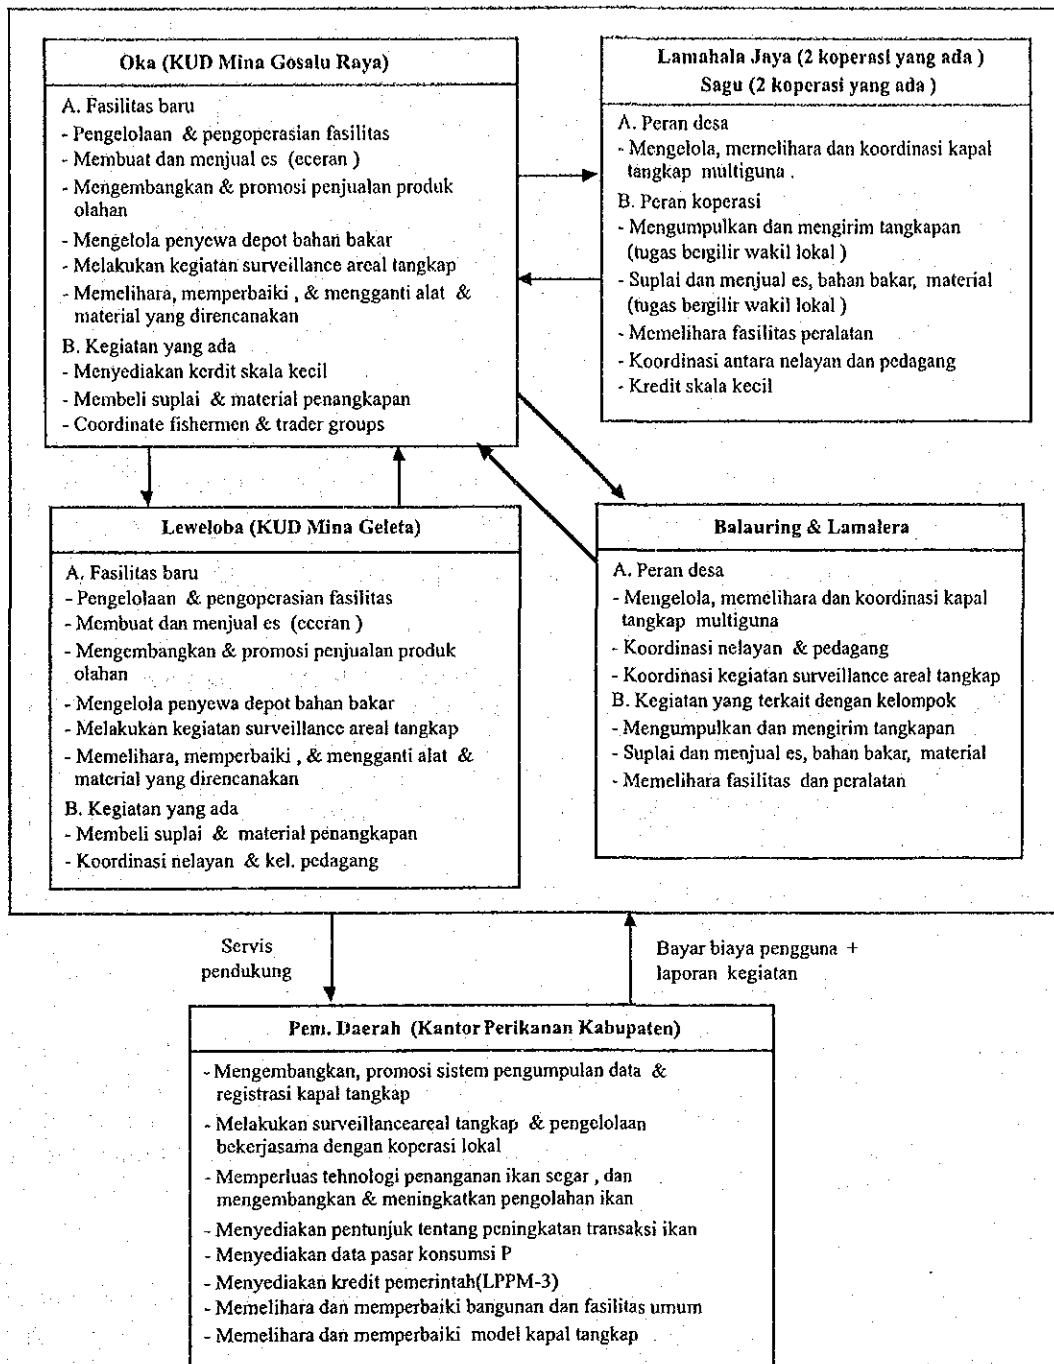 Oka (KUD Mina Gosalu Raya)
A. Fasilitas baru
- Pengelolaan & pengoperasian fasilitas
- Membuat dan menjual es (eceran )
- Mengembangkan & promosi penjualan produk
olahan
- Mengelola penyewa depot bahan bakar
- Melakukan kegiatan surveillance areal tangkap
- Memelihara, memperbaiki , & mengganti alat &
material yang direncanakan
B. Kegiatan yang ada
- Menyediakan kerdit skala kecil
- Membeli suplai & material penangkapan
- Coordinate fishermen & trader groups
Lamahala Jaya (2 koperasi yang ada )
Sagu (2 koperasi yang ada )
A. Peran desa
- Mengelola, memelihara dan koordinasi kapal
tangkap multiguna .
B. Peran koperasi
- Mengumpulkan dan mengirim tangkapan
(tugas bergilir wakil lokal )
- Suplai dan menjual es, bahan bakar, material
(tugas bergilir wakil lokal )
- Memelihara fasilitas peralatan
- Koordinasi antara nelayan dan pedagang
- Kredit skala kecil
Leweloba (KUD Mina Geleta)
A. Fasilitas baru
- Pengelolaan & pengoperasian fasilitas
- Membuat dan menjual es (eceran )
- Mengembangkan & promosi penjualan produk
olahan
- Mengelola penyewa depot bahan bakar
- Melakukan kegiatan surveillance areal tangkap
- Memelihara, memperbaiki , & mengganti alat &
material yang direncanakan
B. Kegiatan yang ada
- Membeli suplai & material penangkapan
- Koordinasi nelayan & kel. pedagang
Balauring & Lamalera
A. Peran desa
- Mengelola, memelihara dan koordinasi kapal
tangkap multiguna
- Koordinasi nelayan & pedagang
- Koordinasi kegiatan surveillance areal tangkap
B. Kegiatan yang terkait dengan kelompok
- Mengumpulkan dan mengirim tangkapan
- Suplai dan menjual es, bahan bakar, material
- Memelihara fasilitas dan peralatan
Servis
pendukung
Bayar biaya pengguna +
laporan kegiatan
Pem. Daerah (Kantor Perikanan Kabupaten)
- Mengembangkan, promosi sistem pengumpulan data &
registrasi kapal tangkap
- Melakukan surveillanceareal tangkap & pengelolaan
bekerjasama dengan koperasi lokal
- Memperluas tehnologi penanganan ikan segar , dan
mengembangkan & meningkatkan pengolahan ikan
- Menyediakan pentunjuk tentang peningkatan transaksi ikan
- Menyediakan data pasar konsumsi P
- Menyediakan kredit pemerintah(LPPM-3)
- Memelihara dan memperbaiki bangunan dan fasilitas umum
- Memelihara dan memperbaiki model kapal tangkap